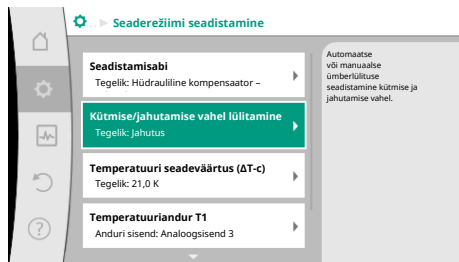 Seaderežiimi seadistamine
Seadistamisabi
Tegelik: Hüdrauliline kompensaator –
Kütmise/jahutamise vahel lülitamine
Tegelik: Jahutus
Temperatuuri seadeväärtus (ΔT-c)
Tegelik: 21,0 K
Temperatuuriandur T1
Anduri sisend: Analoogsisend 3
Automaatse
või manuaalse
ümberlülituse
seadistamine kütmise ja
jahutamise vahel.